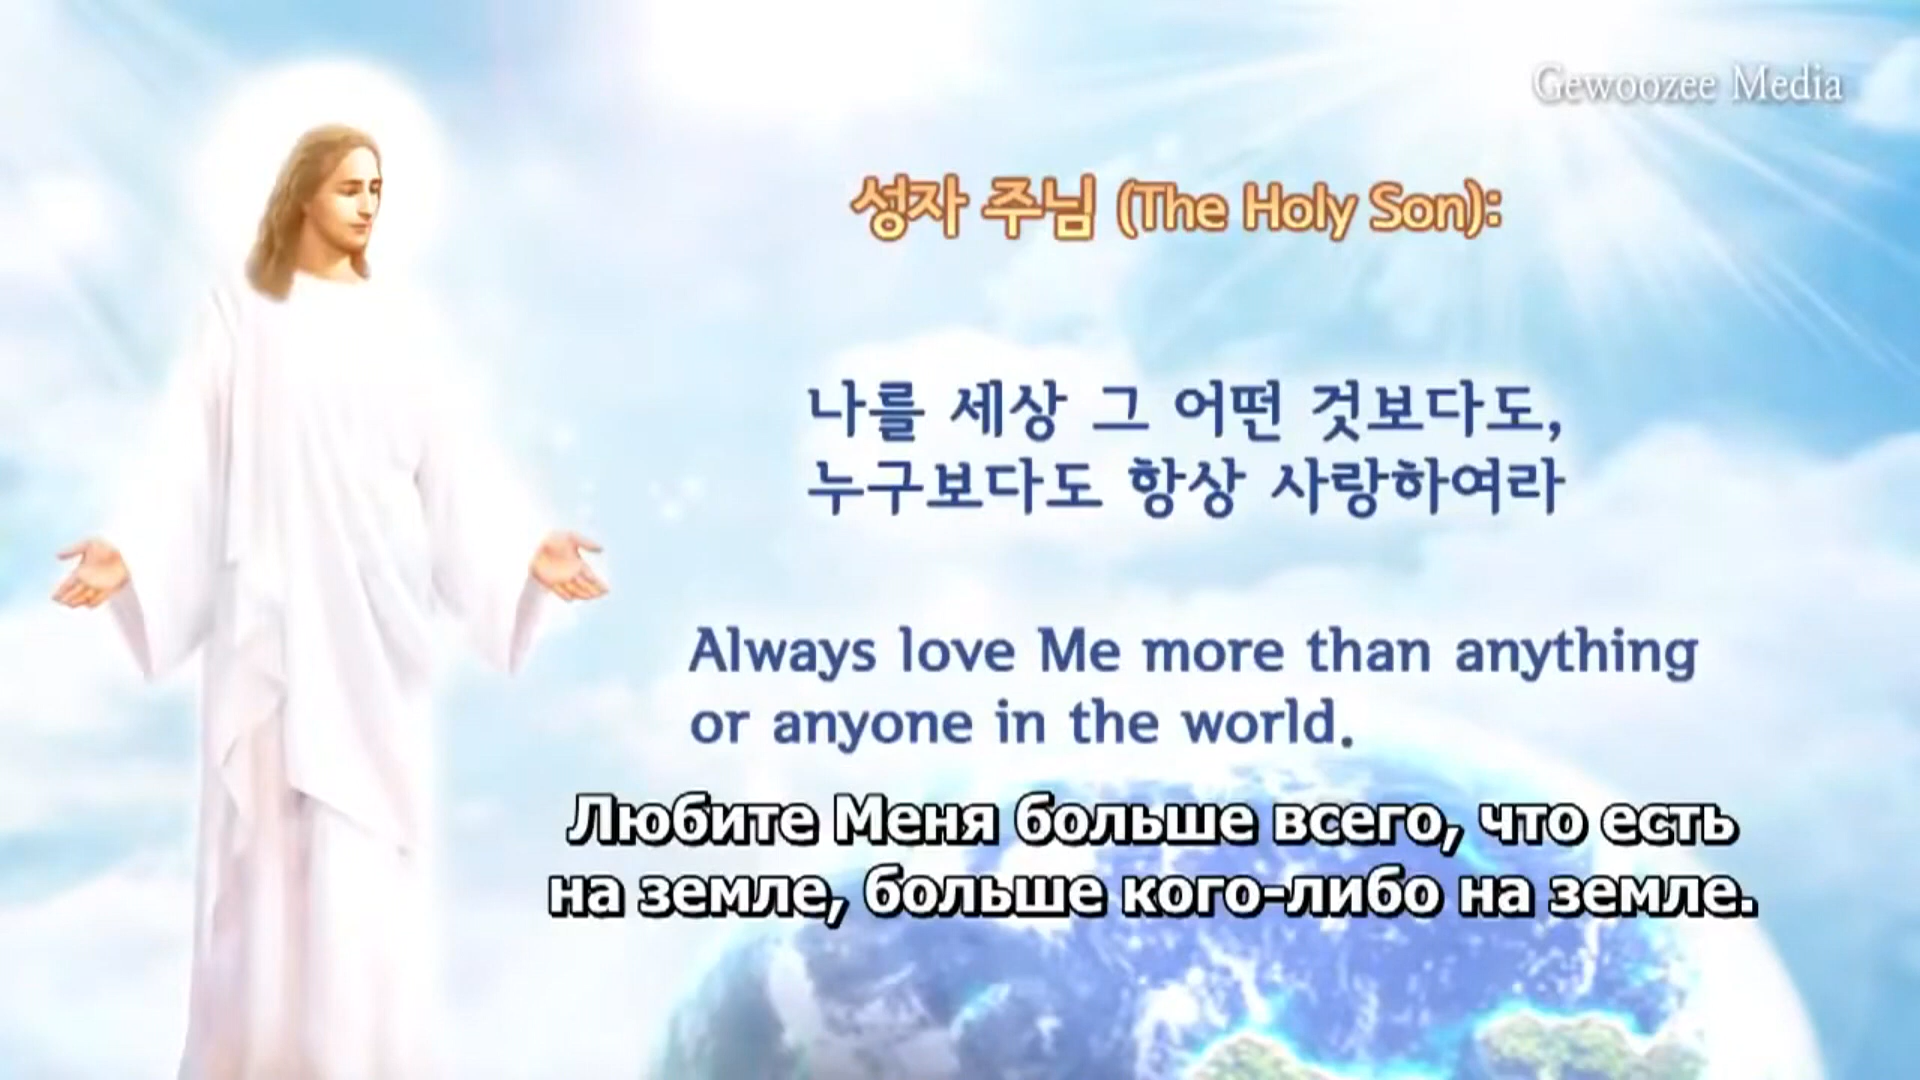 Gewoozee Media
성자 주님 (The Holy Son):
나를 세상 그 어떤 것보다도,
누구보다도 항상 사랑하여라
Always love Me more than anything
or anyone in the world.
Любите Меня больше всего, что есть
на земле, больше кого-либо на земле.